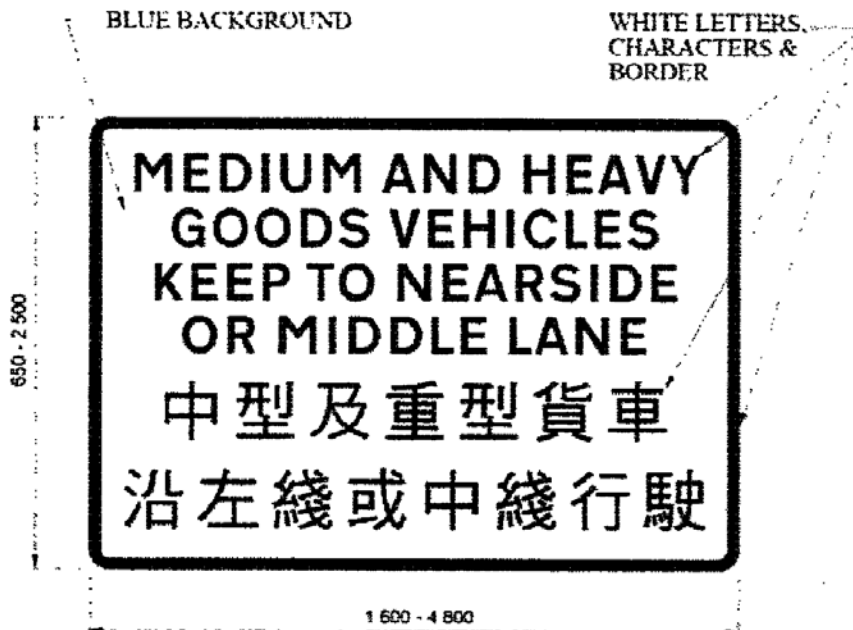 BLUE BACKGROUND
WHITE LETTERS,
CHARACTERS &
BORDER
MEDIUM AND HEAVY
GOODS VEHICLES
KEEP TO NEARSIDE
OR MIDDLE LANE
中型及重型貨車
沿左綫或中綫行駛
650 - 2 500
1 600 - 4 800